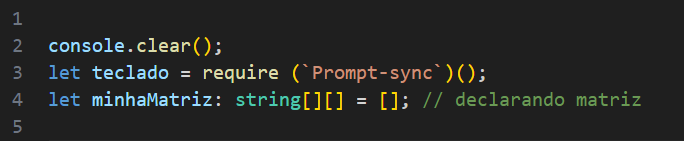 1
2 console.clear();
3 let teclado = require (`Prompt-sync`)();
4 let minhaMatriz: string[][] = []; // declarando matriz
5